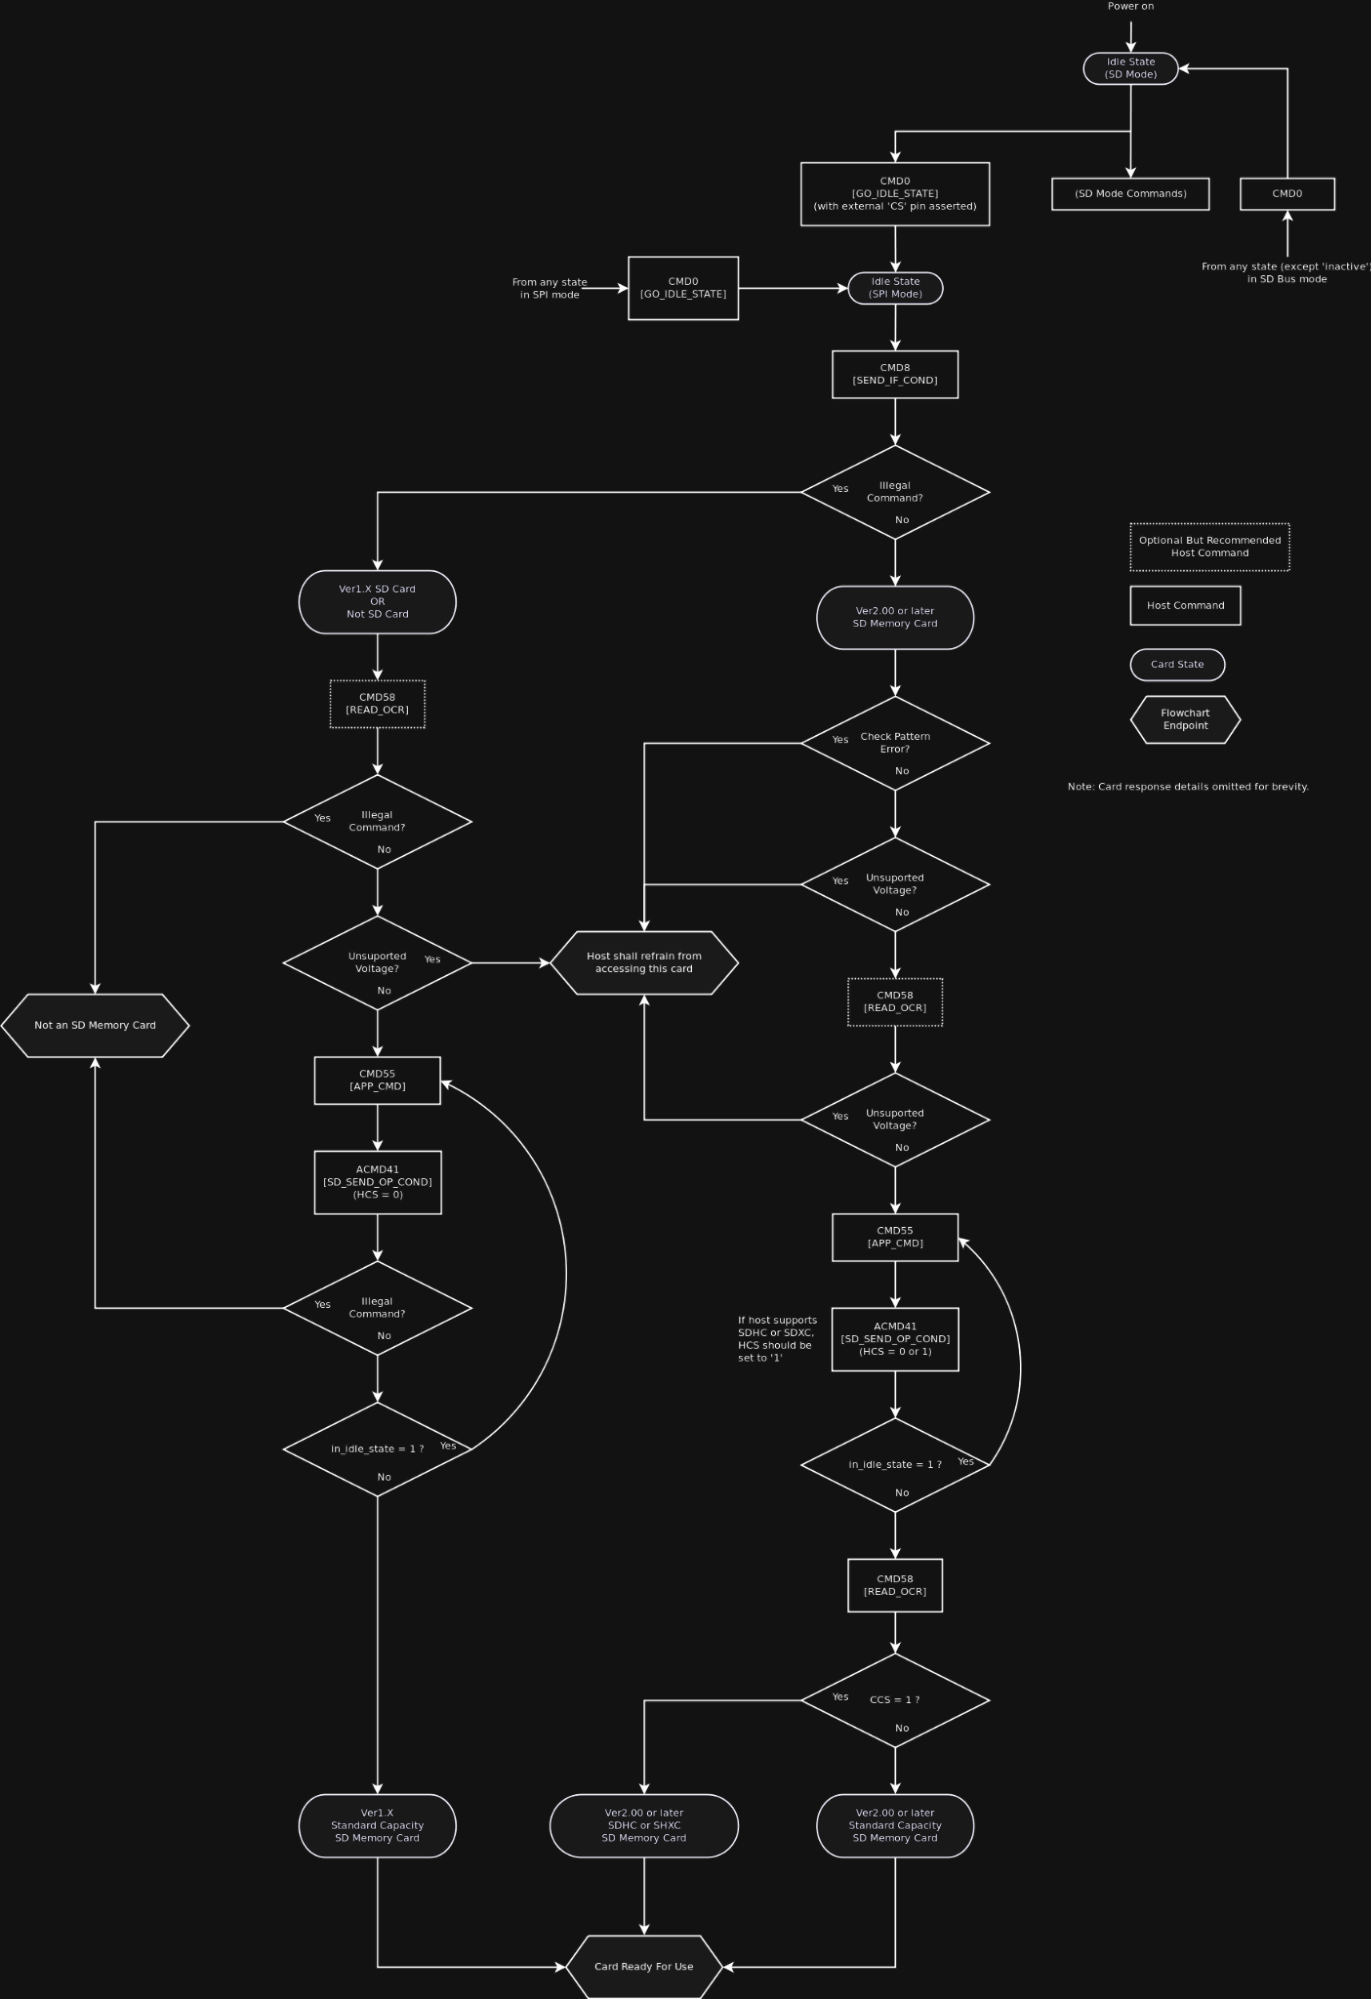 Power on
Idle State
(SD Mode)
CMD0
[GO_IDLE_STATE]
(with external 'CS' pin asserted)
(SD Mode Commands)
CMD0
From any state (except 'inactive')
in SD Bus mode
From any state
in SPI mode
CMD0
[GO_IDLE_STATE]
Idle State
(SPI Mode)
CMD8
[SEND_IF_COND]
Yes
Illegal
Command?
No
Optional But Recommended
Host Command
Host Command
Card State
Flowchart
Endpoint
Note: Card response details omitted for brevity.
Ver1.X SD Card
OR
Not SD Card
CMD58
[READ_OCR]
Yes
Illegal
Command?
No
Unsuported
Voltage?
Yes
No
Not an SD Memory Card
CMD55
[APP_CMD]
ACMD41
[SD_SEND_OP_COND]
(HCS = 0)
Yes
Illegal
Command?
No
in_idle_state = 1 ?
Yes
No
Ver1.X
Standard Capacity
SD Memory Card
Ver2.00 or later
SD Memory Card
Yes
Check Pattern
Error?
No
Yes
Unsuported
Voltage?
No
Host shall refrain from
accessing this card
CMD58
[READ_OCR]
Yes
Unsuported
Voltage?
No
CMD55
[APP_CMD]
If host supports
SDHC or SDXC,
HCS should be
set to '1'
ACMD41
[SD_SEND_OP_COND]
(HCS = 0 or 1)
in_idle_state = 1 ?
Yes
No
CMD58
[READ_OCR]
Yes
CCS = 1 ?
No
Ver2.00 or later
SDHC or SHXC
SD Memory Card
Ver2.00 or later
Standard Capacity
SD Memory Card
Card Ready For Use